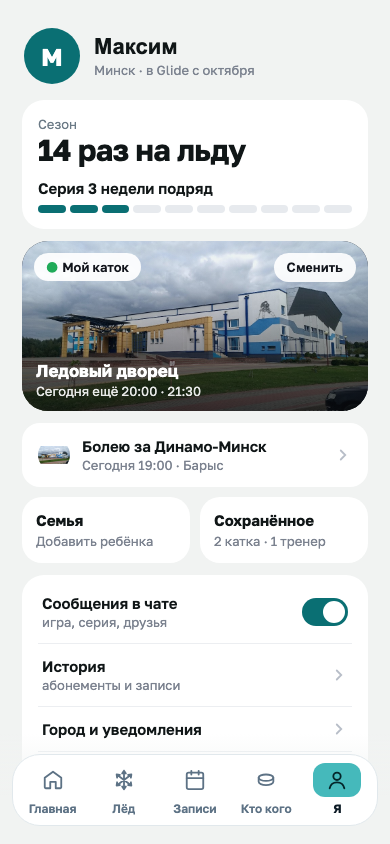 М
Максим
Минск · в Glide с октября
Сезон
14 раз на льду
Серия 3 недели подряд
Мой каток
Сменить
Ледовый дворец
Сегодня ещё 20:00 · 21:30
Болею за Динамо-Минск
Сегодня 19:00 · Барыс
Семья
Добавить ребёнка
Сохранённое
2 катка · 1 тренер
Сообщения в чате
игра, серия, друзья
История
абонементы и записи
Город и уведомления
Главная
Лёд
Записи
Кто кого
Я